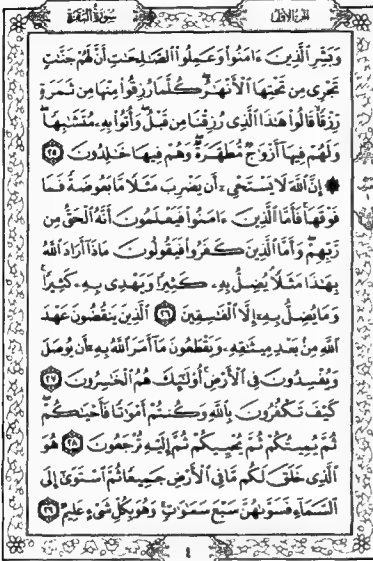 سُورَةُ البَقَرَةِ الجزءُ الأوّلُ
وَبَشِّرِ ٱلَّذِينَ ءَامَنُوا۟ وَعَمِلُوا۟ ٱلصَّٰلِحَٰتِ أَنَّ لَهُمْ جَنَّٰتٍ
تَجْرِى مِن تَحْتِهَا ٱلْأَنْهَٰرُ ۖ كُلَّمَا رُزِقُوا۟ مِنْهَا مِن ثَمَرَةٍ
رِّزْقًا ۙ قَالُوا۟ هَٰذَا ٱلَّذِى رُزِقْنَا مِن قَبْلُ ۖ وَأُتُوا۟ بِهِۦ مُتَشَٰبِهًا ۖ
وَلَهُمْ فِيهَآ أَزْوَٰجٌ مُّطَهَّرَةٌ ۖ وَهُمْ فِيهَا خَٰلِدُونَ ٢٥
۞ إِنَّ ٱللَّهَ لَا يَسْتَحْىِۦٓ أَن يَضْرِبَ مَثَلًا مَّا بَعُوضَةً فَمَا
فَوْقَهَا ۚ فَأَمَّا ٱلَّذِينَ ءَامَنُوا۟ فَيَعْلَمُونَ أَنَّهُ ٱلْحَقُّ مِن
رَّبِّهِمْ ۖ وَأَمَّا ٱلَّذِينَ كَفَرُوا۟ فَيَقُولُونَ مَاذَآ أَرَادَ ٱللَّهُ
بِهَٰذَا مَثَلًا ۘ يُضِلُّ بِهِۦ كَثِيرًا وَيَهْدِى بِهِۦ كَثِيرًا ۚ
وَمَا يُضِلُّ بِهِۦٓ إِلَّا ٱلْفَٰسِقِينَ ٢٦ ٱلَّذِينَ يَنقُضُونَ عَهْدَ
ٱللَّهِ مِنۢ بَعْدِ مِيثَٰقِهِۦ وَيَقْطَعُونَ مَآ أَمَرَ ٱللَّهُ بِهِۦٓ أَن يُوصَلَ
وَيُفْسِدُونَ فِى ٱلْأَرْضِ ۚ أُو۟لَٰٓئِكَ هُمُ ٱلْخَٰسِرُونَ ٢٧
كَيْفَ تَكْفُرُونَ بِٱللَّهِ وَكُنتُمْ أَمْوَٰتًا فَأَحْيَٰكُمْ ۖ
ثُمَّ يُمِيتُكُمْ ثُمَّ يُحْيِيكُمْ ثُمَّ إِلَيْهِ تُرْجَعُونَ ٢٨ هُوَ
ٱلَّذِى خَلَقَ لَكُم مَّا فِى ٱلْأَرْضِ جَمِيعًا ثُمَّ ٱسْتَوَىٰٓ إِلَى
ٱلسَّمَآءِ فَسَوَّىٰهُنَّ سَبْعَ سَمَٰوَٰتٍ ۚ وَهُوَ بِكُلِّ شَىْءٍ عَلِيمٌ ٢٩
٤